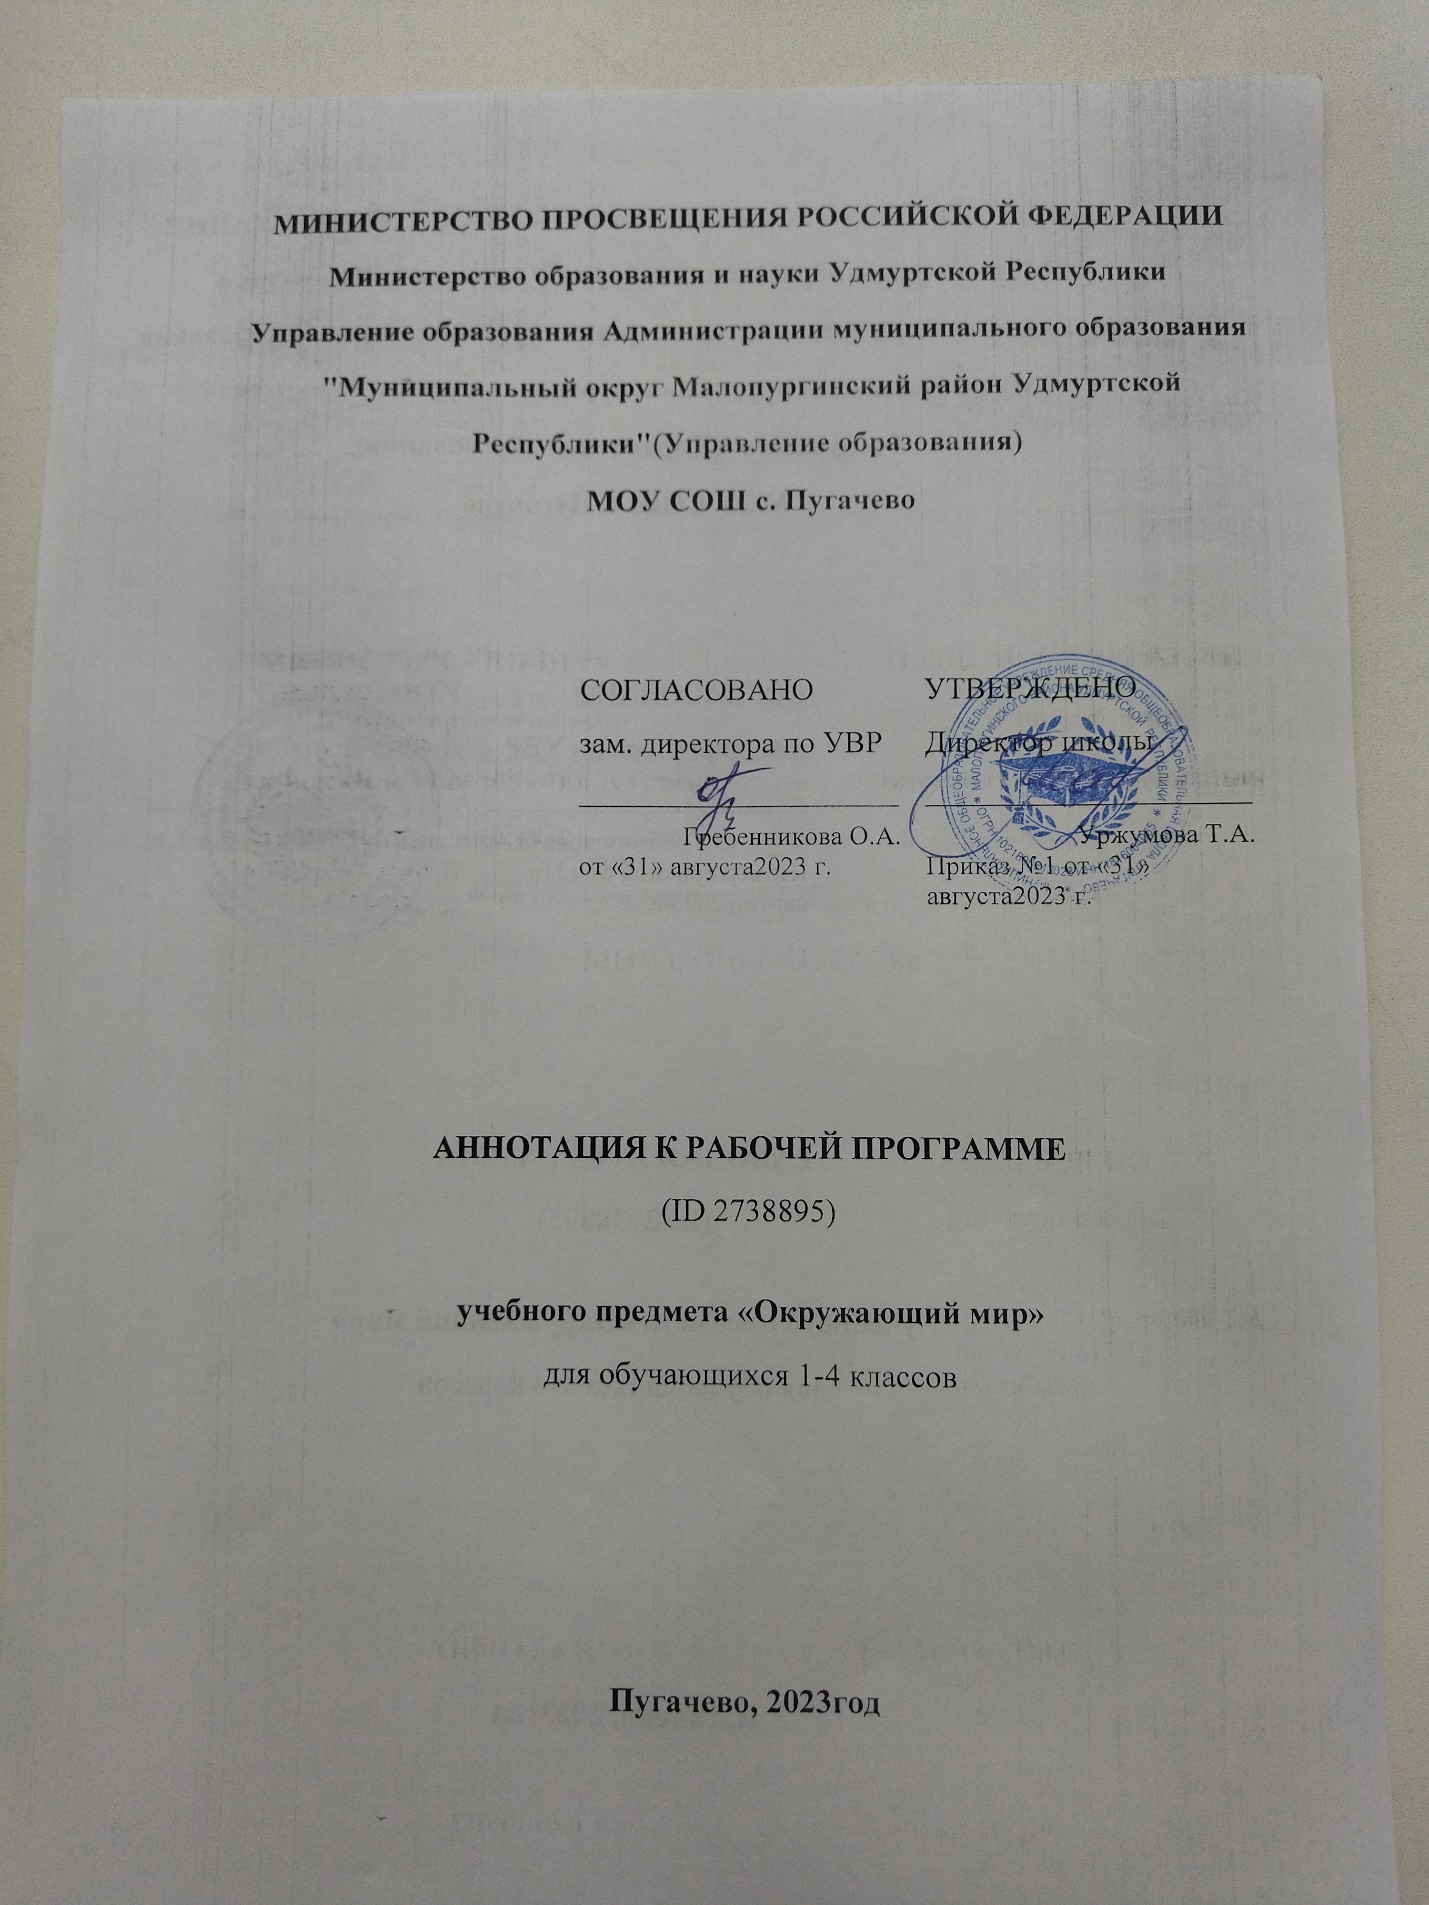 МИНИСТЕРСТВО ПРОСВЕЩЕНИЯ РОССИЙСКОЙ ФЕДЕРАЦИИ
Министерство образования и науки Удмуртской Республики
Управление образования Администрации муниципального образования
"Муниципальный округ Малопургинский район Удмуртской
Республики"(Управление образования)
МОУ СОШ с. Пугачево
СОГЛАСОВАНО
зам. директора по УВР
Гребенникова О.А.
от «31» августа2023 г.
УТВЕРЖДЕНО
Директор школы
Уржумова Т.А.
Приказ №1 от «31»
августа2023 г.
АННОТАЦИЯ К РАБОЧЕЙ ПРОГРАММЕ
(ID 2738895)
учебного предмета «Окружающий мир»
для обучающихся 1-4 классов
Пугачево, 2023год